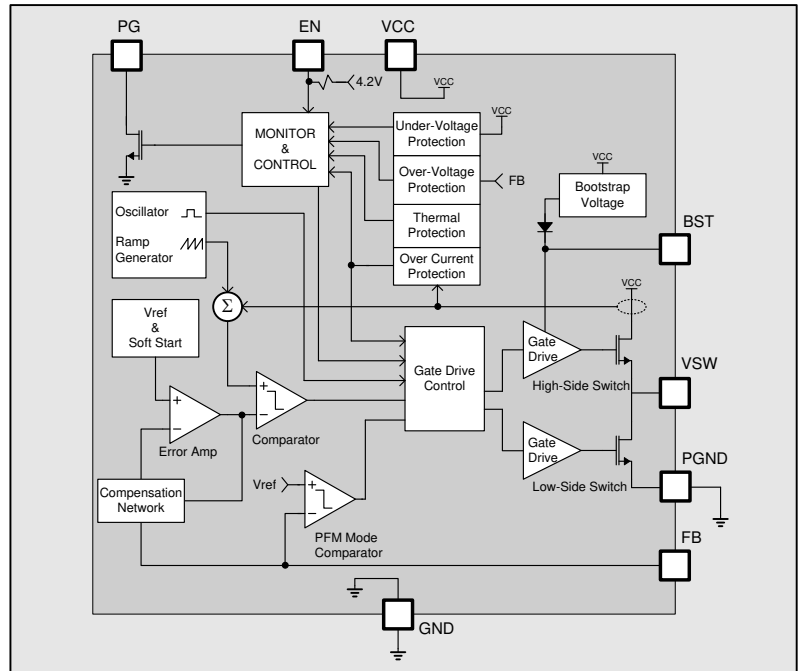 PG
EN
VCC
4.2V
VCC
MONITOR
&
CONTROL
Under-Voltage
Protection
VCC
Over-Voltage
Protection
FB
Thermal
Protection
Over Current
Protection
VCC
Bootstrap
Voltage
BST
Oscillator
Ramp
Generator
Σ
VCC
Vref
&
Soft Start
Gate Drive
Control
Gate
Drive
High-Side Switch
VSW
+
−
Error Amp
+
−
Comparator
Gate
Drive
Low-Side Switch
PGND
Compensation
Network
Vref
+
−
PFM Mode
Comparator
FB
GND